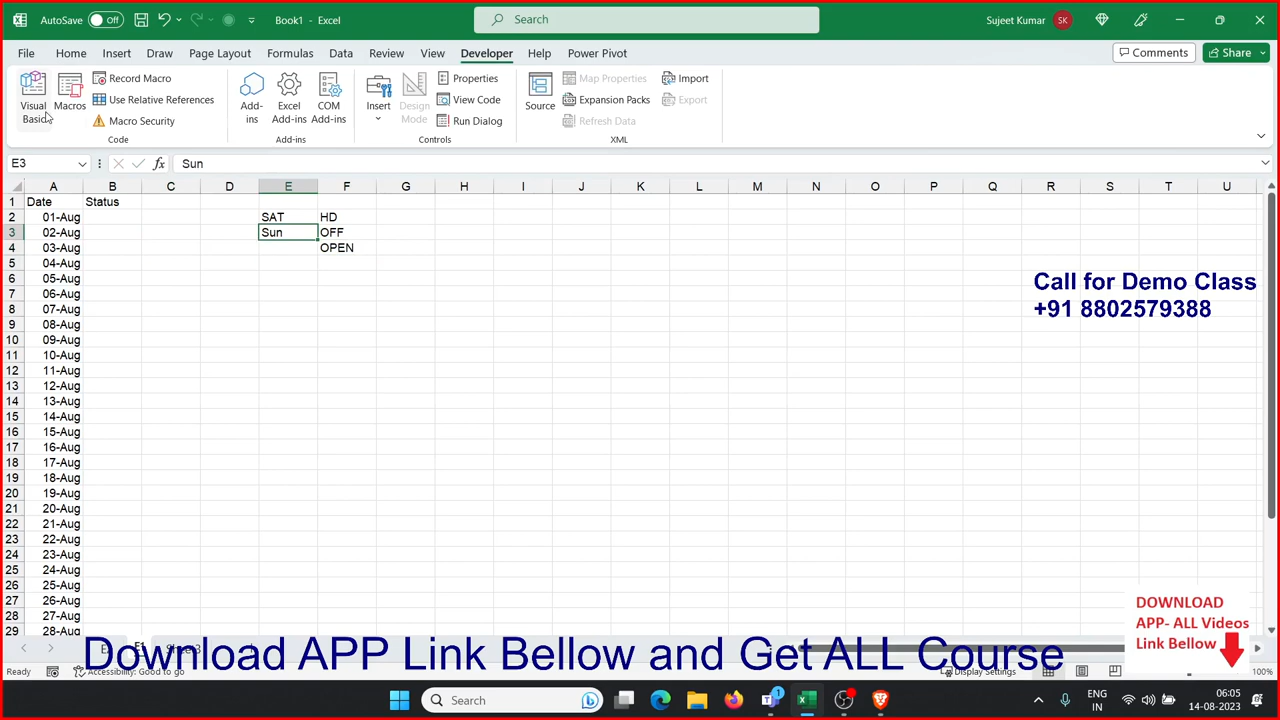 AutoSave Off Book1 - Excel Search Sujeet Kumar SK
File Home Insert Draw Page Layout Formulas Data Review View Developer Help Power Pivot Comments Share
Visual Basic
Macros
Record Macro
Use Relative References
Macro Security
Code
Add-ins
Excel Add-ins
COM Add-ins
Add-ins
Insert
Design Mode
Properties
View Code
Run Dialog
Controls
Source
Map Properties
Expansion Packs
Refresh Data
Import
Export
XML
E3 fx Sun
A B C D E F G H I J K L M N O P Q R S T U
1 Date Status
2 01-Aug SAT HD
3 02-Aug Sun OFF
4 03-Aug OPEN
5 04-Aug
6 05-Aug
7 06-Aug
8 07-Aug
9 08-Aug
10 09-Aug
11 10-Aug
12 11-Aug
13 12-Aug
14 13-Aug
15 14-Aug
16 15-Aug
17 16-Aug
18 17-Aug
19 18-Aug
20 19-Aug
21 20-Aug
22 21-Aug
23 22-Aug
24 23-Aug
25 24-Aug
26 25-Aug
27 26-Aug
28 27-Aug
29 28-Aug
Call for Demo Class
+91 8802579388
DOWNLOAD
APP- ALL Videos
Link Bellow
Download APP Link Bellow and Get ALL Course
Ready Accessibility: Good to go Display Settings 100%
Search 1 ENG IN 06:05 14-08-2023